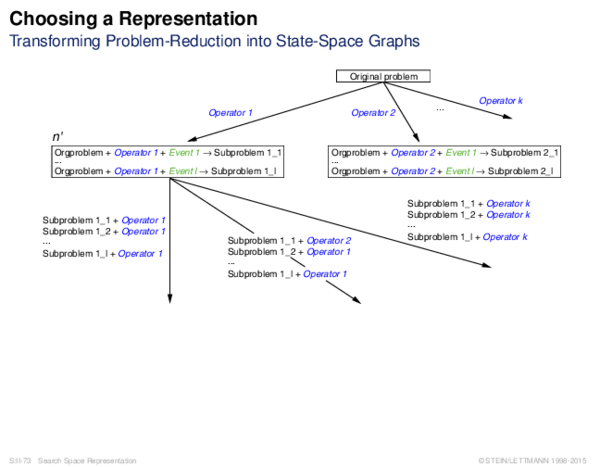 Choosing a Representation
Transforming Problem-Reduction into State-Space Graphs
Original problem
Operator 1
Operator 2
...
Operator k
n'
Orgproblem + Operator 1 + Event 1 → Subproblem 1_1
...
Orgproblem + Operator 1 + Event l → Subproblem 1_l
Orgproblem + Operator 2 + Event 1 → Subproblem 2_1
...
Orgproblem + Operator 2 + Event l → Subproblem 2_l
Subproblem 1_1 + Operator 1
Subproblem 1_2 + Operator 1
...
Subproblem 1_l + Operator 1
Subproblem 1_1 + Operator 2
Subproblem 1_2 + Operator 1
...
Subproblem 1_l + Operator 1
Subproblem 1_1 + Operator k
Subproblem 1_2 + Operator k
...
Subproblem 1_l + Operator k
S:II-73 Search Space Representation
©STEIN/LETTMANN 1998-2015